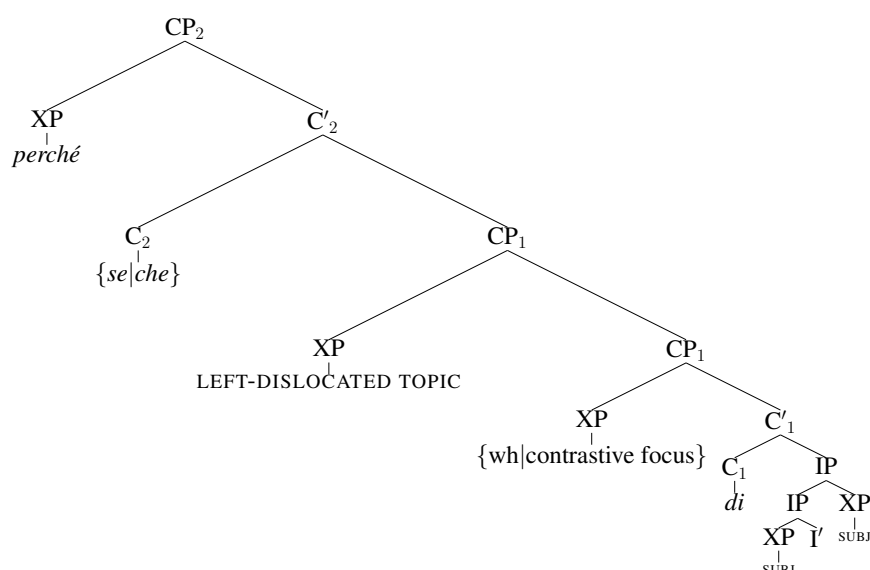 CP₂
XP C′₂
perché
C₂ CP₁
{se|che}
XP CP₁
LEFT-DISLOCATED TOPIC
XP C′₁
{wh|contrastive focus} C₁ IP
di IP XP
XP I′ SUBJ
SUBJ